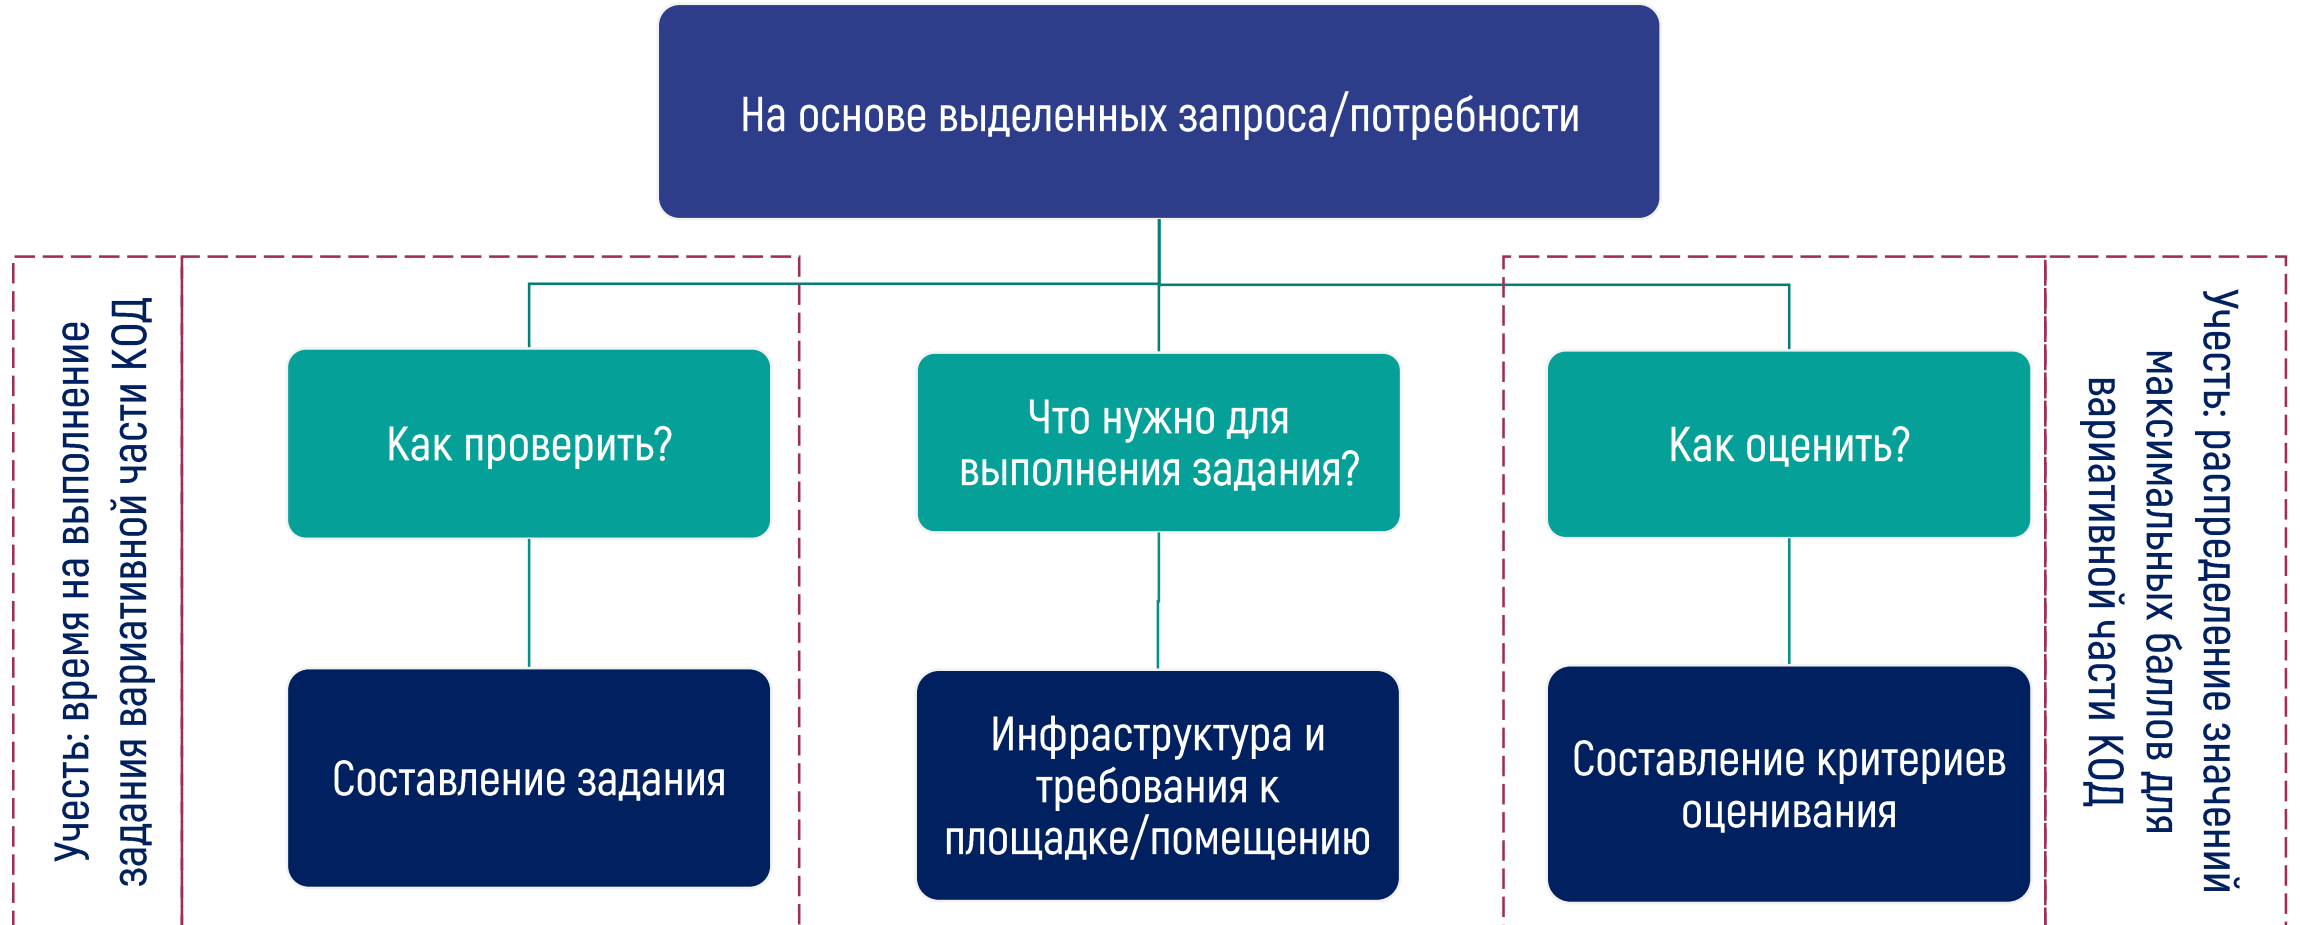 На основе выделенных запроса/потребности
Учесть: время на выполнение
задания вариативной части КОД
Как проверить?
Что нужно для
выполнения задания?
Как оценить?
Составление задания
Инфраструктура и
требования к
площадке/помещению
Составление критериев
оценивания
Учесть: распределение значений
максимальных баллов для
вариативной части КОД